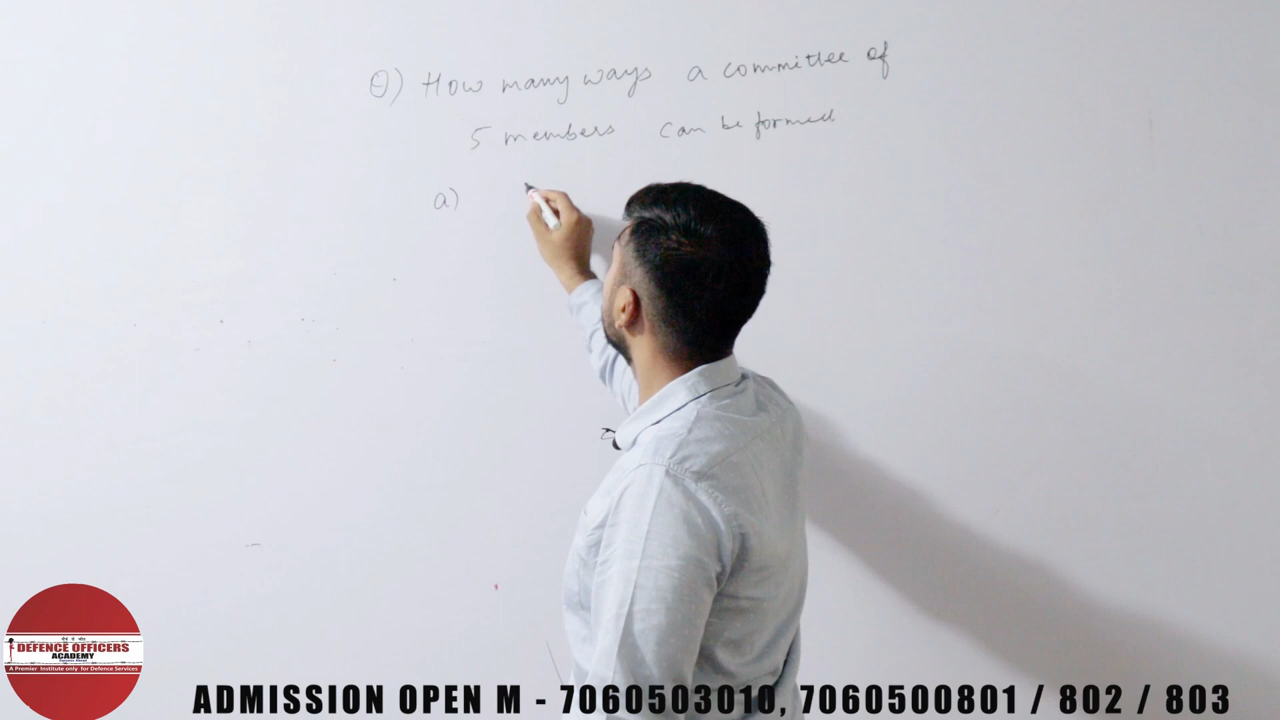 Q) How many ways a committee of
5 members can be formed
a)
DEFENCE OFFICERS
ACADEMY
A Premier Institute only for Defence Services
ADMISSION OPEN M - 7060503010, 7060500801 / 802 / 803